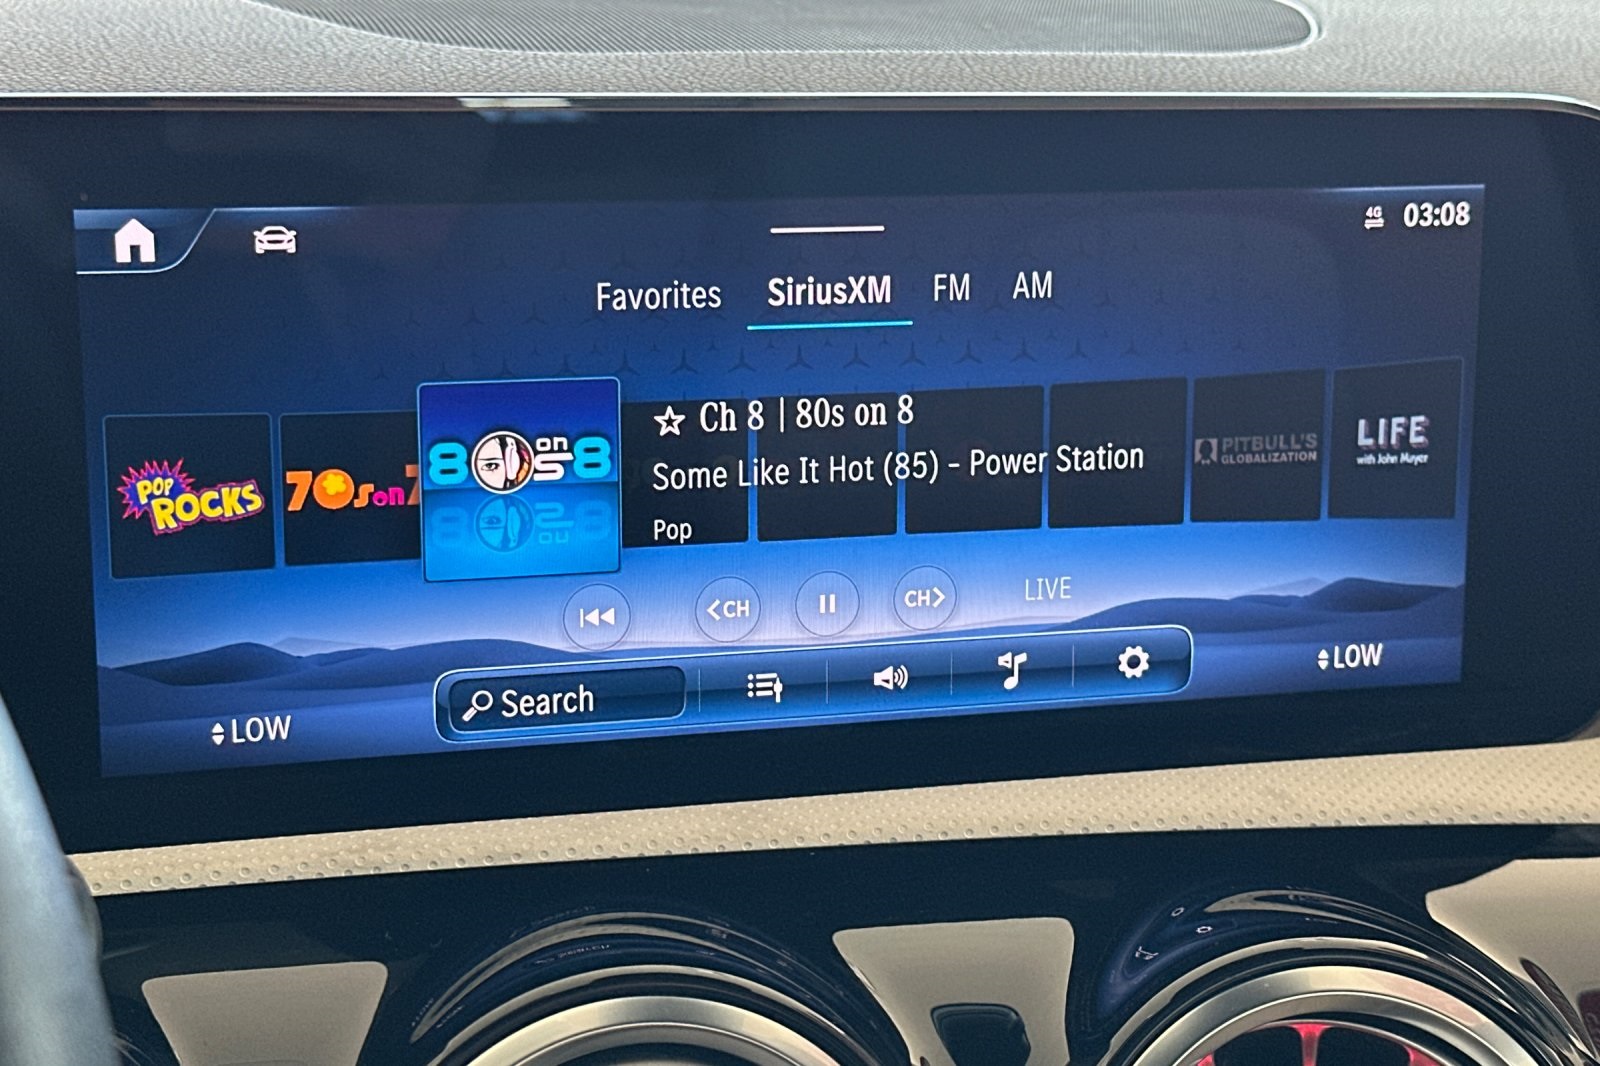 4G 03:08
Favorites SiriusXM FM AM
POP ROCKS
70s on 7
80s on 8
Ch 8 | 80s on 8
Some Like It Hot (85) - Power Station
Pop
PITBULL'S GLOBALIZATION
LIFE
with John Mayer
<CH CH> LIVE
LOW Search LOW